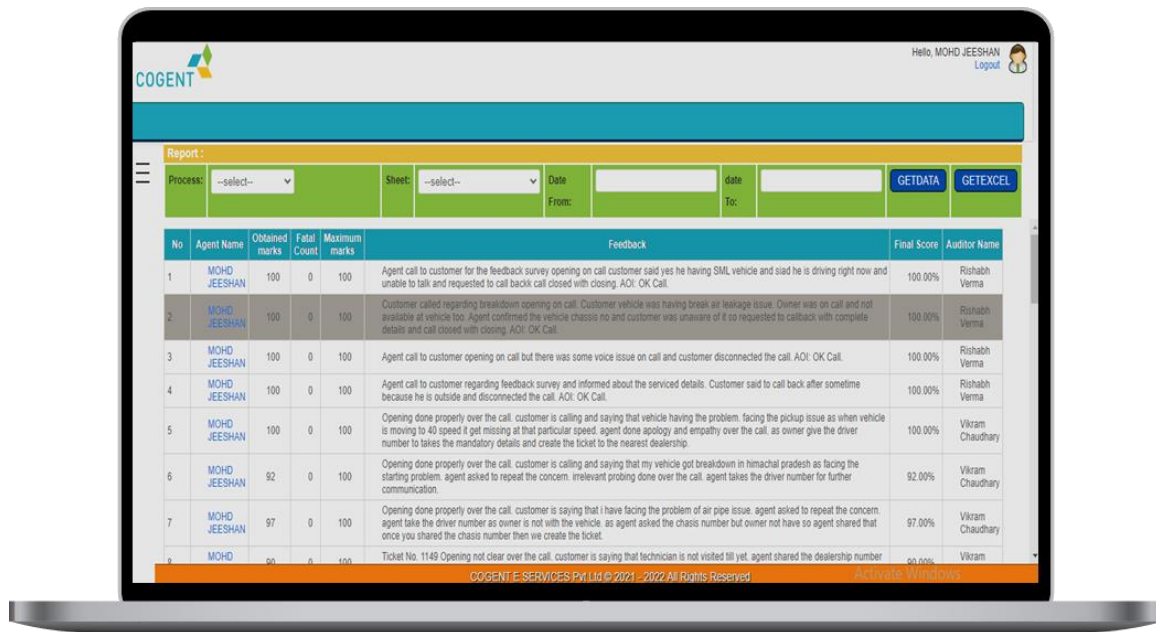 COGENT
Hello, MOHD JEESHAN
Logout
Report :
Process: --select-- Sheet: --select-- Date From: date To: GETDATA GETEXCEL
No Agent Name Obtained marks Fatal Count Maximum marks Feedback Final Score Auditor Name
1 MOHD JEESHAN 100 0 100 Agent call to customer for the feedback survey opening on call customer said yes he having SML vehicle and siad he is driving right now and
unable to talk and requested to call backk call closed with closing. AOI: OK Call. 100.00% Rishabh Verma
2 MOHD JEESHAN 100 0 100 Customer called regarding breakdown opening on call. Customer vehicle was having break air leakage issue. Owner was on call and not
available at vehicle too. Agent confirmed the vehicle chassis no and customer was unaware of it so requested to callback with complete
details and call closed with closing. AOI: OK Call. 100.00% Rishabh Verma
3 MOHD JEESHAN 100 0 100 Agent call to customer opening on call but there was some voice issue on call and customer disconnected the call. AOI: OK Call. 100.00% Rishabh Verma
4 MOHD JEESHAN 100 0 100 Agent call to customer regarding feedback survey and informed about the serviced details. Customer said to call back after sometime
because he is outside and disconnected the call. AOI: OK Call. 100.00% Rishabh Verma
5 MOHD JEESHAN 100 0 100 Opening done properly over the call. customer is calling and saying that vehicle having the problem. facing the pickup issue as when vehicle
is moving to 40 speed it get missing at that particular speed. agent done apology and empathy over the call. as owner give the driver
number to takes the mandatory details and create the ticket to the nearest dealership. 100.00% Vikram Chaudhary
6 MOHD JEESHAN 92 0 100 Opening done properly over the call. customer is calling and saying that my vehicle got breakdown in himachal pradesh as facing the
starting problem. agent asked to repeat the concern. irrelevant probing done over the call. agent takes the driver number for further
communication. 92.00% Vikram Chaudhary
7 MOHD JEESHAN 97 0 100 Opening done properly over the call. customer is saying that i have facing the problem of air pipe issue. agent asked to repeat the concern.
agent take the driver number as owner is not with the vehicle. as agent asked the chasis number but owner not have so agent shared that
once you shared the chasis number then we create the ticket. 97.00% Vikram Chaudhary
8 MOHD 90 0 100 Ticket No. 1149 Opening not clear over the call. customer is saying that technician is not visited till yet. agent shared the dealership number 90.00% Vikram
COGENT E SERVICES Pvt Ltd © 2021 - 2022 All Rights Reserved
Activate Windows